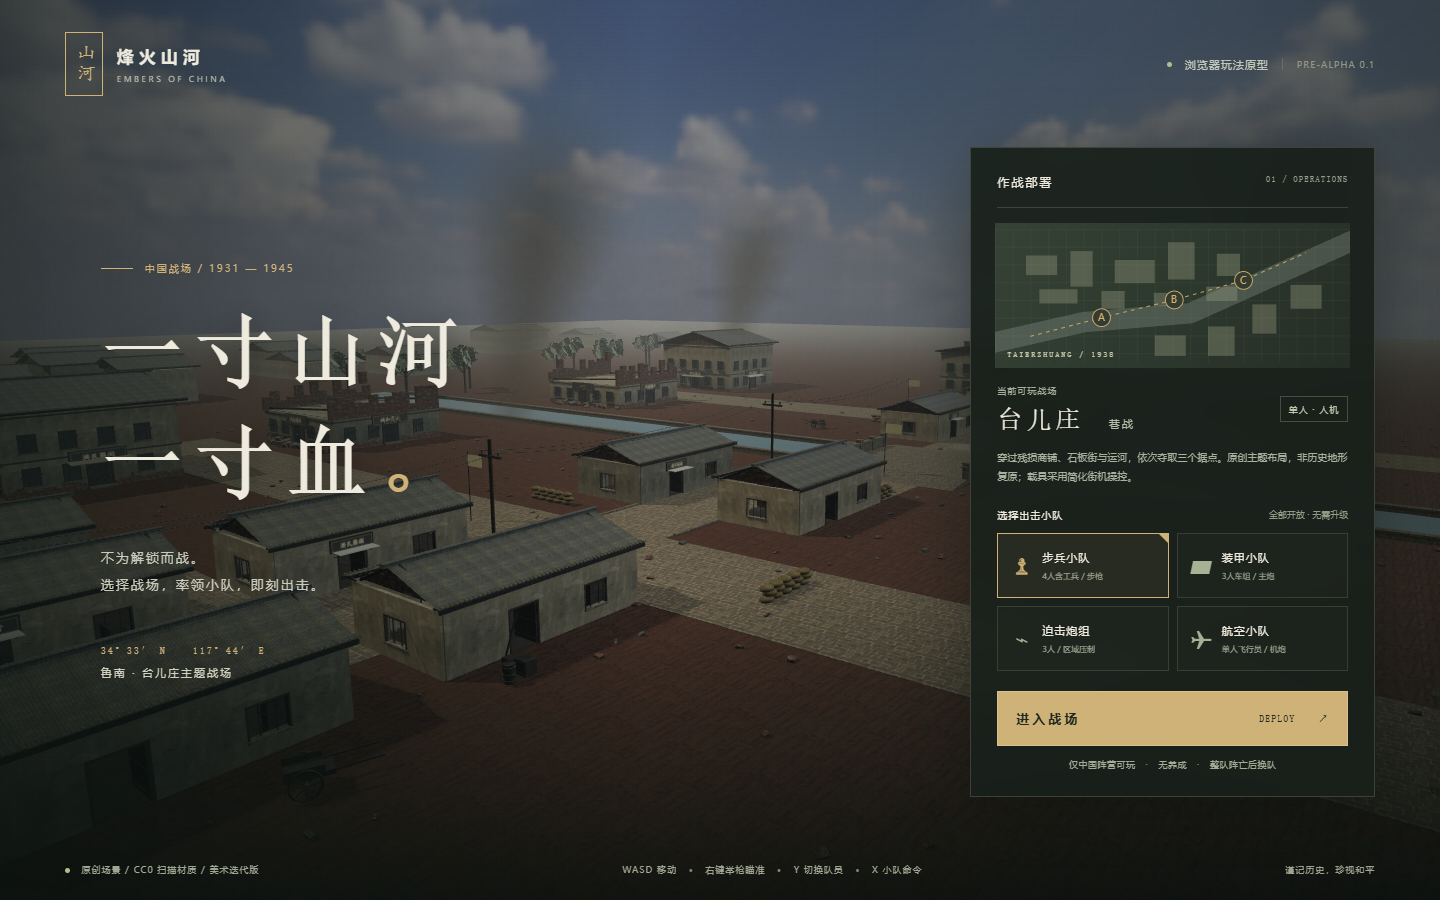 山河
烽火山河
EMBERS OF CHINA
浏览器玩法原型
PRE-ALPHA 0.1
中国战场 / 1931 — 1945
一寸山河
一寸血。
不为解锁而战。
选择战场，率领小队，即刻出击。
34° 33′ N 117° 44′ E
鲁南 · 台儿庄主题战场
作战部署
01 / OPERATIONS
A
B
C
TAIERZHUANG / 1938
当前可玩战场
台儿庄 巷战
单人 · 人机
穿过残损商铺、石板街与运河，依次夺取三个据点。原创主题布局，非历史地形
复原；载具采用简化街机操控。
选择出击小队
全部开放 · 无需升级
步兵小队
4人含工兵 / 步枪
装甲小队
3人车组 / 主炮
迫击炮组
3人 / 区域压制
航空小队
单人飞行员 / 机炮
进入战场
DEPLOY ↗
仅中国阵营可玩 · 无养成 · 整队阵亡后换队
原创场景 / CC0 扫描材质 / 美术迭代版
WASD 移动 • 右键举枪瞄准 • Y 切换队员 • X 小队命令
谨记历史，珍视和平